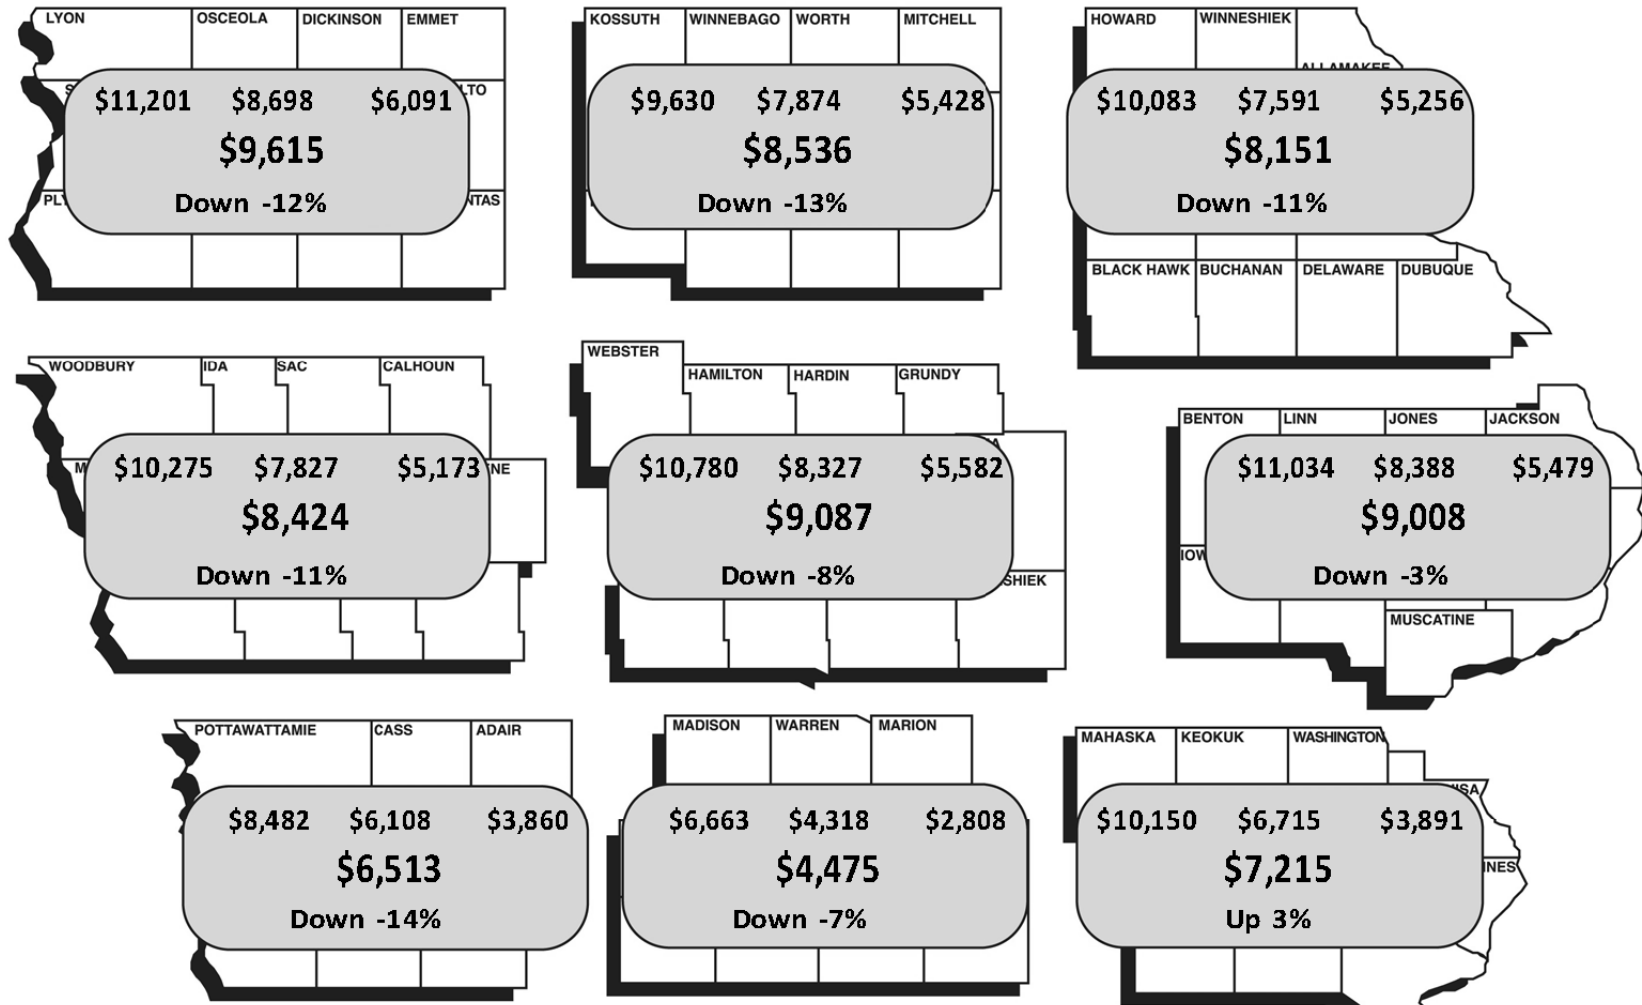 LYON OSCEOLA DICKINSON EMMET
$11,201 $8,698 $6,091
$9,615
Down -12%
KOSSUTH WINNEBAGO WORTH MITCHELL
$9,630 $7,874 $5,428
$8,536
Down -13%
HOWARD WINNESHIEK
ALLAMAKEE
$10,083 $7,591 $5,256
$8,151
Down -11%
BLACK HAWK BUCHANAN DELAWARE DUBUQUE
WOODBURY IDA SAC CALHOUN
$10,275 $7,827 $5,173
$8,424
Down -11%
WEBSTER
HAMILTON HARDIN GRUNDY
$10,780 $8,327 $5,582
$9,087
Down -8%
SHIEK
BENTON LINN JONES JACKSON
$11,034 $8,388 $5,479
$9,008
Down -3%
MUSCATINE
POTTAWATTAMIE CASS ADAIR
$8,482 $6,108 $3,860
$6,513
Down -14%
MADISON WARREN MARION
$6,663 $4,318 $2,808
$4,475
Down -7%
MAHASKA KEOKUK WASHINGTON
$10,150 $6,715 $3,891
$7,215
Up 3%